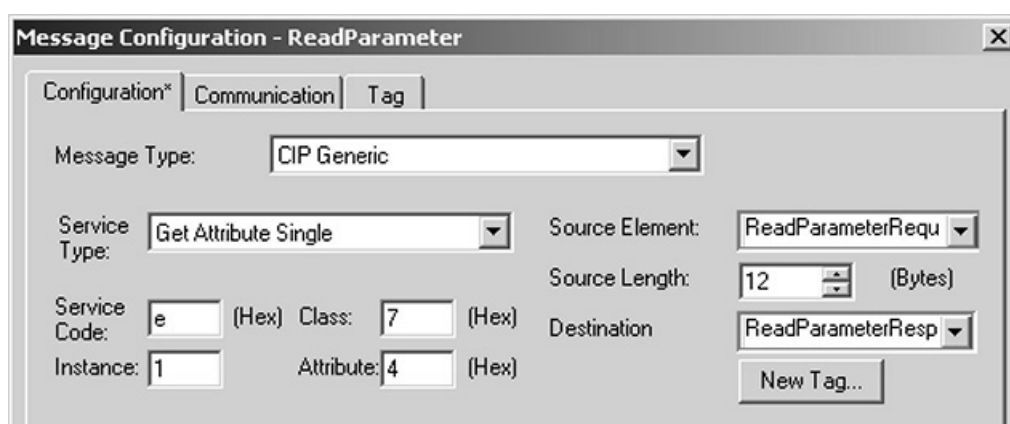 Message Configuration - ReadParameter
Configuration* Communication Tag
Message Type: CIP Generic
Service Type: Get Attribute Single
Source Element: ReadParameterRequ
Source Length: 12 (Bytes)
Service Code: e (Hex) Class: 7 (Hex)
Destination ReadParameterResp
Instance: 1 Attribute: 4 (Hex)
New Tag...